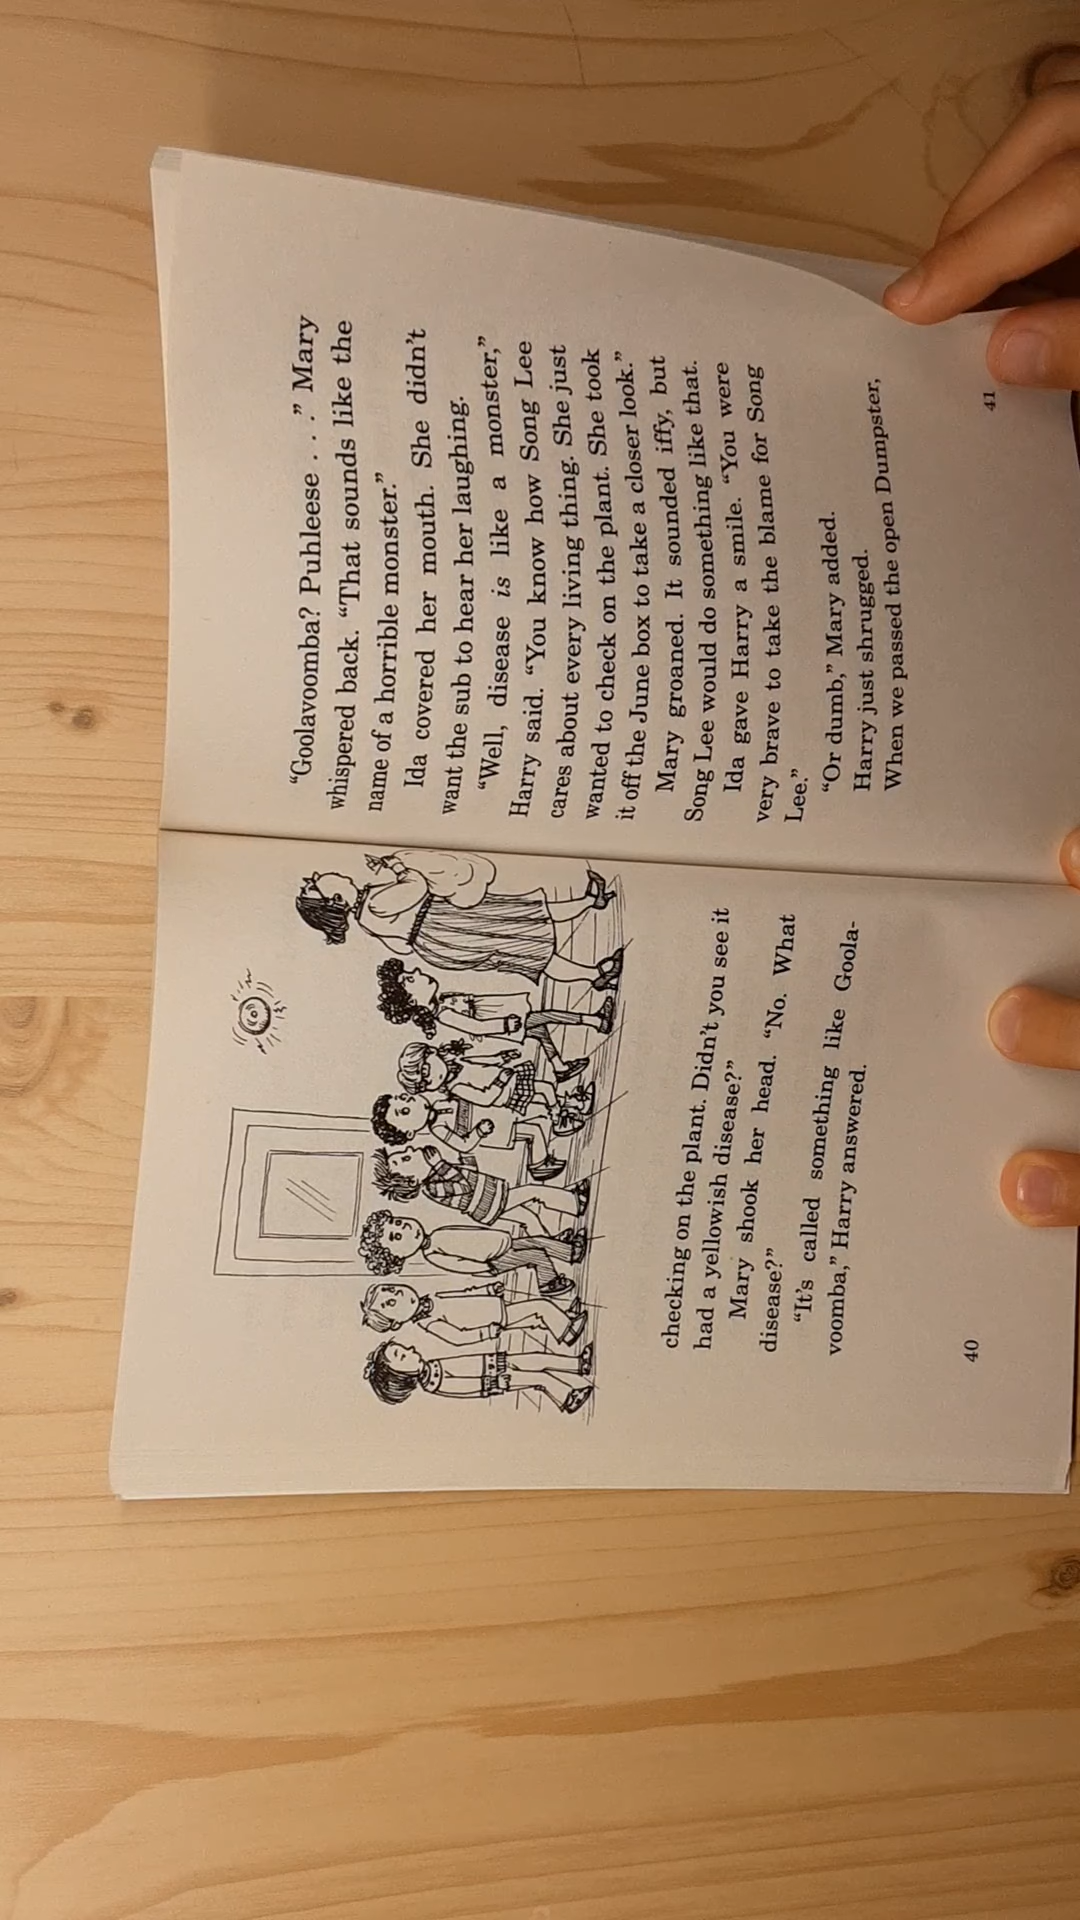 checking on the plant. Didn't you see it
had a yellowish disease?"
Mary shook her head. "No. What
disease?"
"It's called something like Goola-
voomba," Harry answered.
40
"Goolavoomba? Puhleese . . ." Mary
whispered back. "That sounds like the
name of a horrible monster."
Ida covered her mouth. She didn't
want the sub to hear her laughing.
"Well, disease is like a monster,"
Harry said. "You know how Song Lee
cares about every living thing. She just
wanted to check on the plant. She took
it off the June box to take a closer look."
Mary groaned. It sounded iffy, but
Song Lee would do something like that.
Ida gave Harry a smile. "You were
very brave to take the blame for Song
Lee."
"Or dumb," Mary added.
Harry just shrugged.
When we passed the open Dumpster,
41